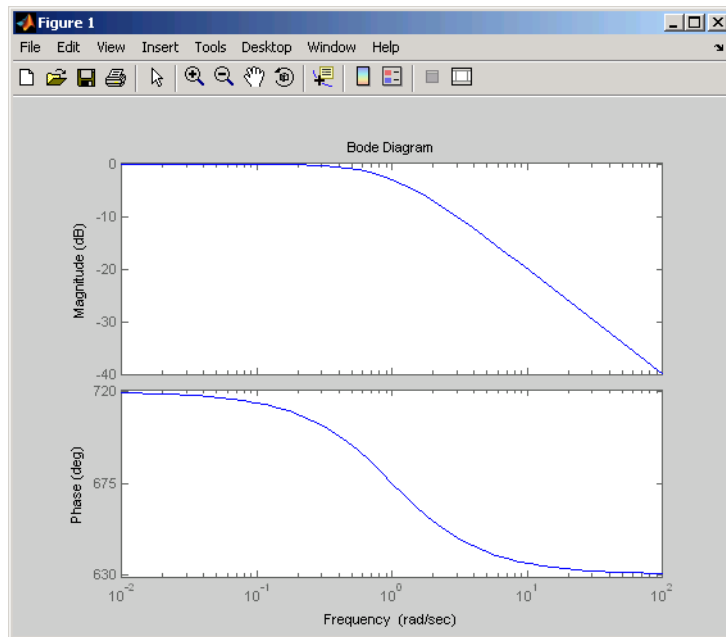 Figure 1
File Edit View Insert Tools Desktop Window Help
Bode Diagram
0
-10
-20
-30
-40
Magnitude (dB)
720
675
630
Phase (deg)
10^-2 10^-1 10^0 10^1 10^2
Frequency (rad/sec)